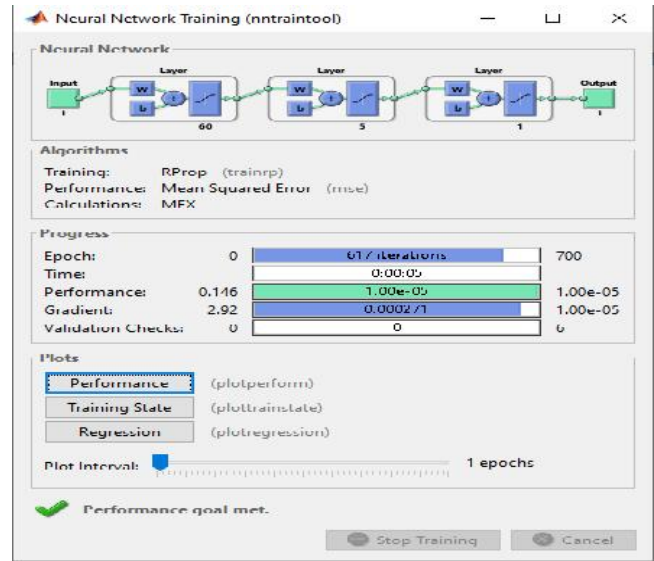 Neural Network Training (nntraintool)
Neural Network
Layer Layer Layer
Input Output
W W W
b + b + b +
1 60 5 1 1
Algorithms
Training: RProp (trainrp)
Performance: Mean Squared Error (mse)
Calculations: MEX
Progress
Epoch: 0 617 iterations 700
Time: 0:00:05
Performance: 0.146 1.00e-05 1.00e-05
Gradient: 2.92 0.000271 1.00e-05
Validation Checks: 0 0 6
Plots
Performance (plotperform)
Training State (plottrainstate)
Regression (plotregression)
Plot Interval: 1 epochs
Performance goal met.
Stop Training Cancel